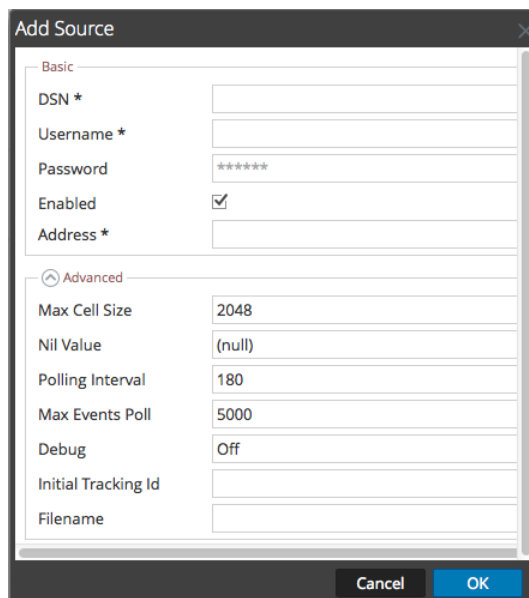 Add Source
Basic
DSN *
Username *
Password ******
Enabled
Address *
Advanced
Max Cell Size 2048
Nil Value (null)
Polling Interval 180
Max Events Poll 5000
Debug Off
Initial Tracking Id
Filename
Cancel OK